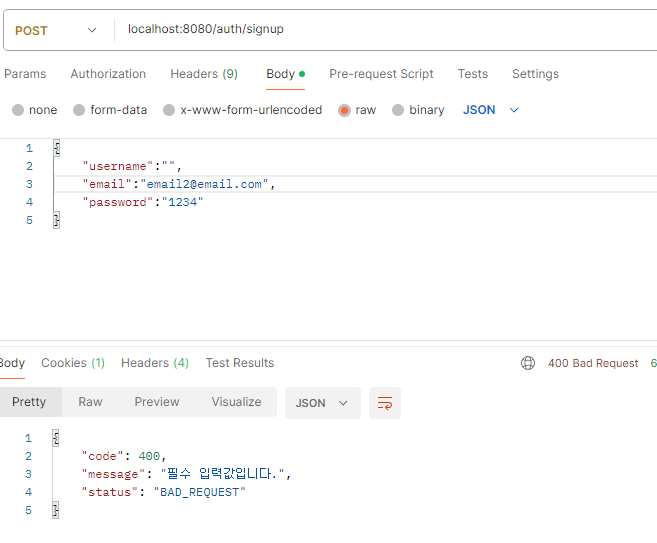 POST localhost:8080/auth/signup
Params Authorization Headers (9) Body Pre-request Script Tests Settings
none form-data x-www-form-urlencoded raw binary JSON
1 {
2 "username":"",
3 "email":"email2@email.com",
4 "password":"1234"
5 }
Body Cookies (1) Headers (4) Test Results 400 Bad Request 6
Pretty Raw Preview Visualize JSON
1 {
2 "code": 400,
3 "message": "필수 입력값입니다.",
4 "status": "BAD_REQUEST"
5 }